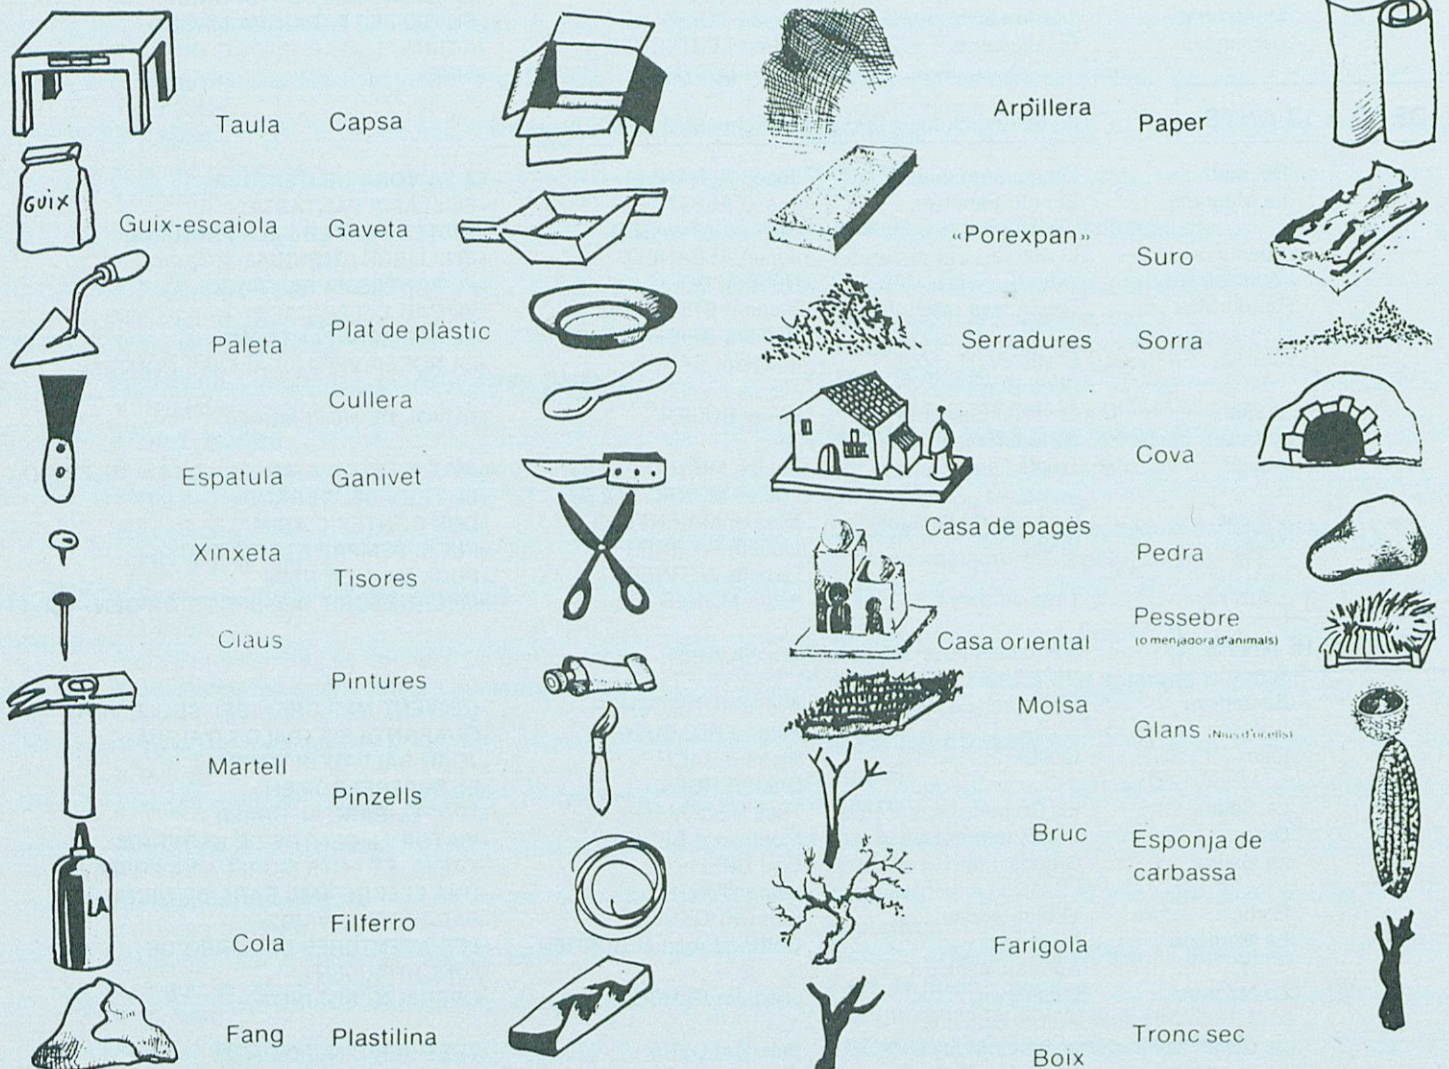 Taula
GUIX
Guix-escaiola
Paleta
Espatula
Xinxeta
Claus
Martell
Cola
Fang
Capsa
Gaveta
Plat de plàstic
Cullera
Ganivet
Tisores
Pintures
Pinzells
Filferro
Plastilina
Arpillera
«Porexpan»
Serradures
Casa de pagès
Casa oriental
Molsa
Bruc
Farigola
Boix
Paper
Suro
Sorra
Cova
Pedra
Pessebre
(o menjadora d'animals)
Glans (Nius d'ocells)
Esponja de
carbassa
Tronc sec